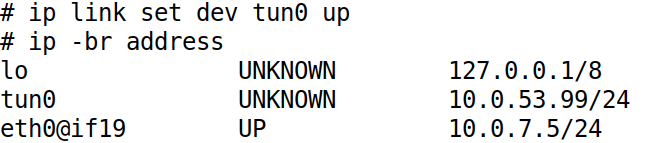 # ip link set dev tun0 up
# ip -br address
lo               UNKNOWN        127.0.0.1/8
tun0             UNKNOWN        10.0.53.99/24
eth0@if19        UP             10.0.7.5/24